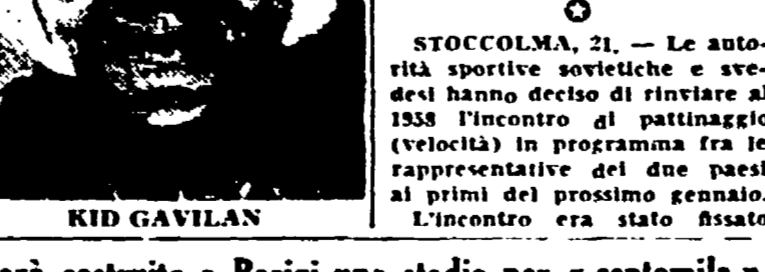 KID GAVILAN
STOCCOLMA, 21. — Le auto-
rità sportive sovietiche e sve-
desi hanno deciso di rinviare al
1958 l'incontro di pattinaggio
(velocità) in programma fra le
rappresentative dei due paesi
ai primi del prossimo gennaio.
L'incontro era stato fissato